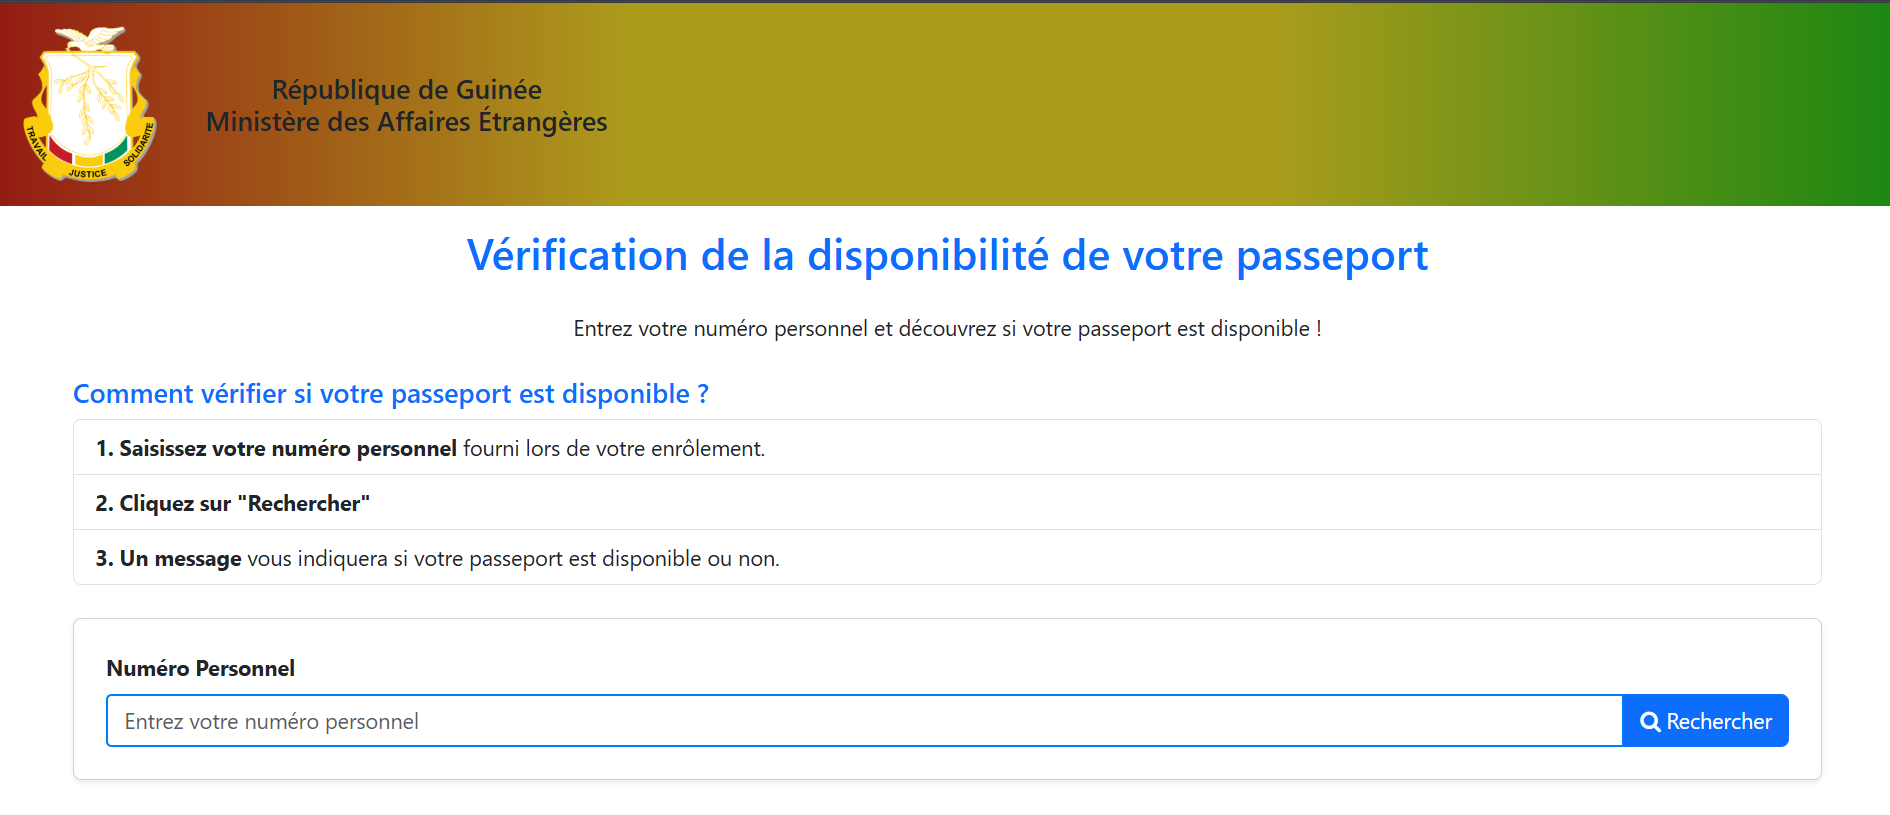 TRAVAIL
JUSTICE
SOLIDARITE
République de Guinée
Ministère des Affaires Étrangères
Vérification de la disponibilité de votre passeport
Entrez votre numéro personnel et découvrez si votre passeport est disponible !
Comment vérifier si votre passeport est disponible ?
1. Saisissez votre numéro personnel fourni lors de votre enrôlement.
2. Cliquez sur "Rechercher"
3. Un message vous indiquera si votre passeport est disponible ou non.
Numéro Personnel
Entrez votre numéro personnel
Rechercher